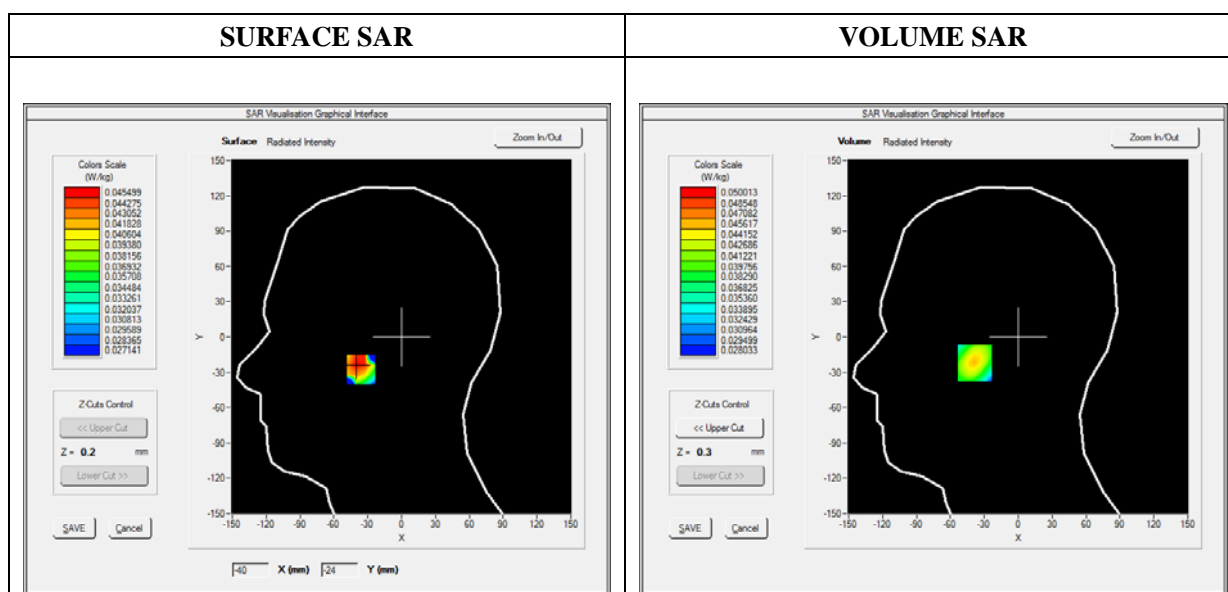 SURFACE SAR
VOLUME SAR
SAR Visualisation Graphical Interface
Surface Radiated Intensity
Zoom In/Out
Colors Scale
(W/kg)
0.045499
0.044275
0.043052
0.041828
0.040604
0.039380
0.038156
0.036932
0.035708
0.034484
0.033261
0.032037
0.030813
0.029589
0.028365
0.027141
Z-Cuts Control
<< Upper Cut
Z = 0.2 mm
Lower Cut >>
SAVE Cancel
150
120
90
60
30
0
-30
-60
-90
-120
-150
Y
-150 -120 -90 -60 -30 0 30 60 90 120 150
X
-40 X (mm) -24 Y (mm)
SAR Visualisation Graphical Interface
Volume Radiated Intensity
Zoom In/Out
Colors Scale
(W/kg)
0.050013
0.048548
0.047082
0.045617
0.044152
0.042686
0.041221
0.039756
0.038290
0.036825
0.035360
0.033895
0.032429
0.030964
0.029499
0.028033
Z-Cuts Control
<< Upper Cut
Z = 0.3 mm
Lower Cut >>
SAVE Cancel
150
120
90
60
30
0
-30
-60
-90
-120
-150
Y
-150 -120 -90 -60 -30 0 30 60 90 120 150
X